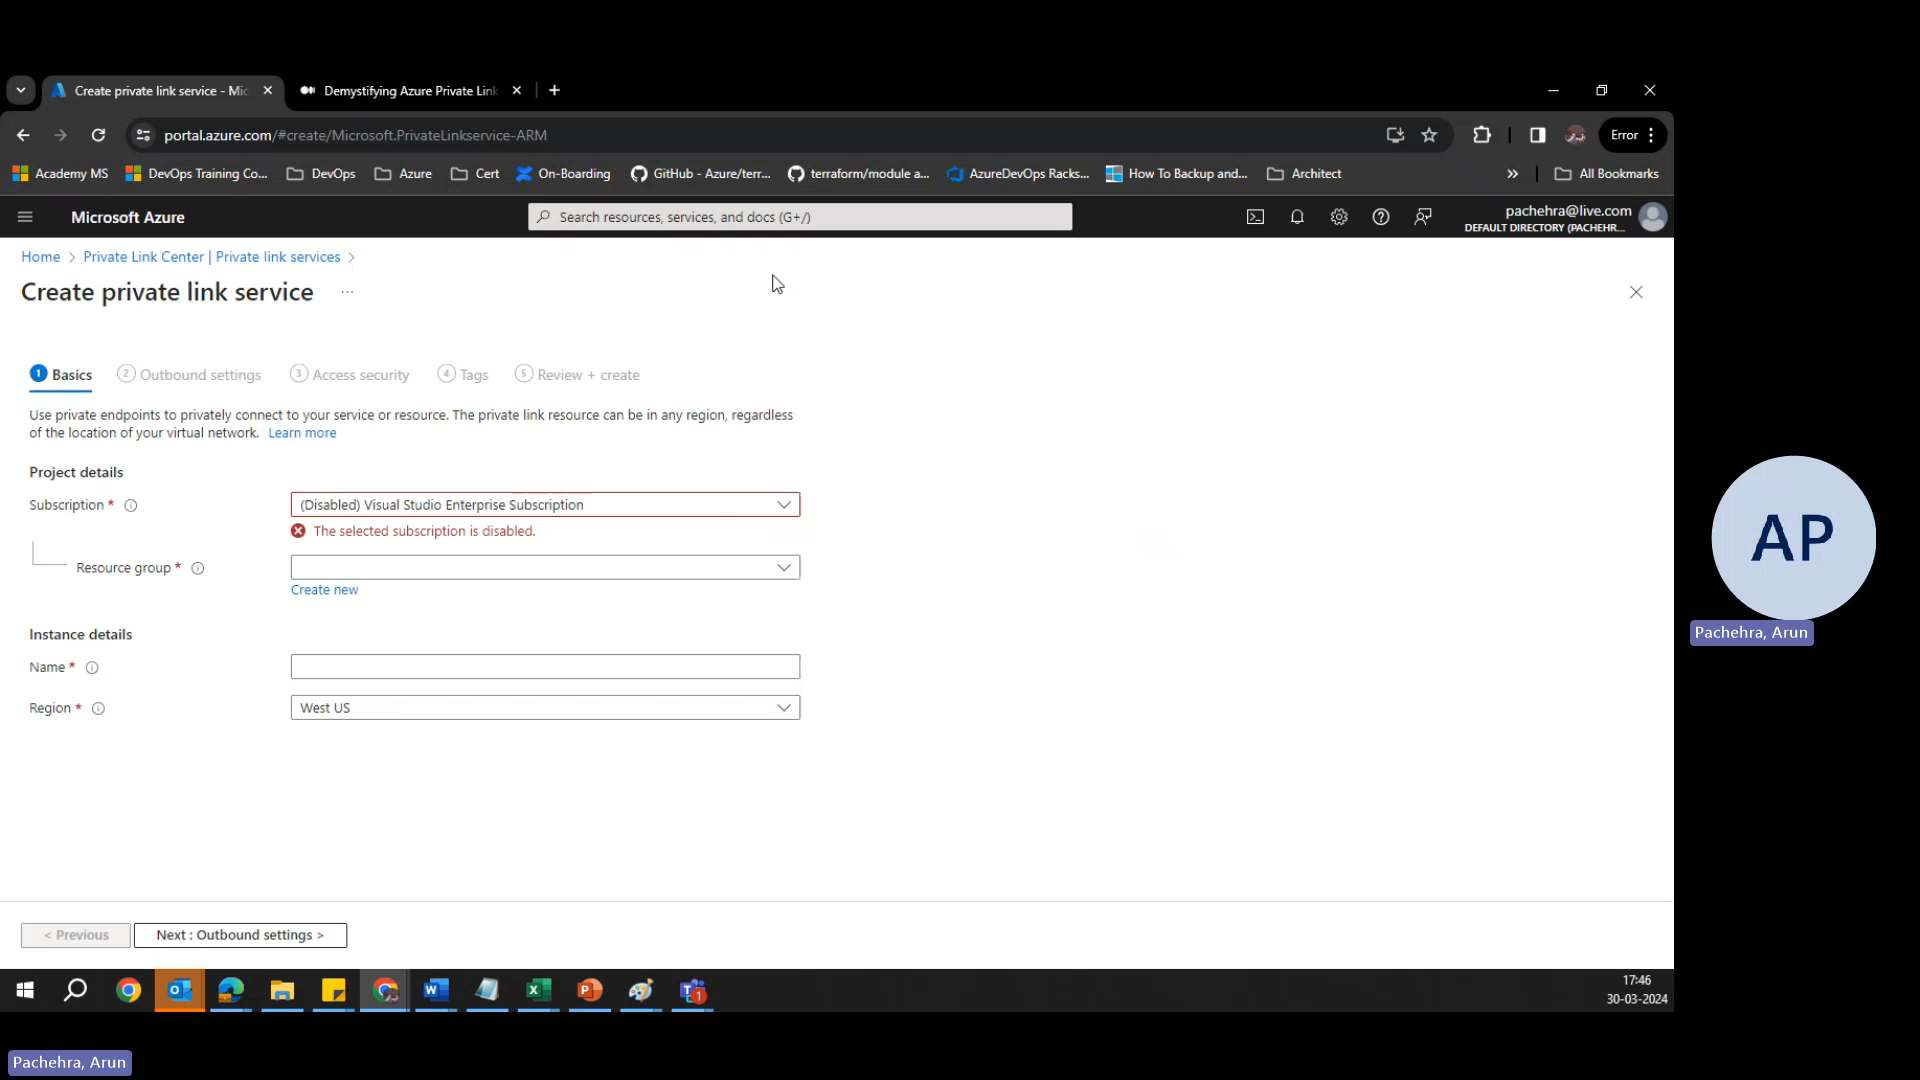 Create private link service - Mic
Demystifying Azure Private Link
portal.azure.com/#create/Microsoft.PrivateLinkservice-ARM
Error
Academy MS
DevOps Training Co...
DevOps
Azure
Cert
On-Boarding
GitHub - Azure/terr...
terraform/module a...
AzureDevOps Racks...
How To Backup and...
Architect
All Bookmarks
Microsoft Azure
Search resources, services, and docs (G+/)
pachehra@live.com
DEFAULT DIRECTORY (PACHEHR...
Home > Private Link Center | Private link services >
Create private link service ...
1 Basics
2 Outbound settings
3 Access security
4 Tags
5 Review + create
Use private endpoints to privately connect to your service or resource. The private link resource can be in any region, regardless
of the location of your virtual network. Learn more
Project details
Subscription *
(Disabled) Visual Studio Enterprise Subscription
The selected subscription is disabled.
Resource group *
Create new
Instance details
Name *
Region *
West US
< Previous
Next : Outbound settings >
17:46
30-03-2024
AP
Pachehra, Arun
Pachehra, Arun